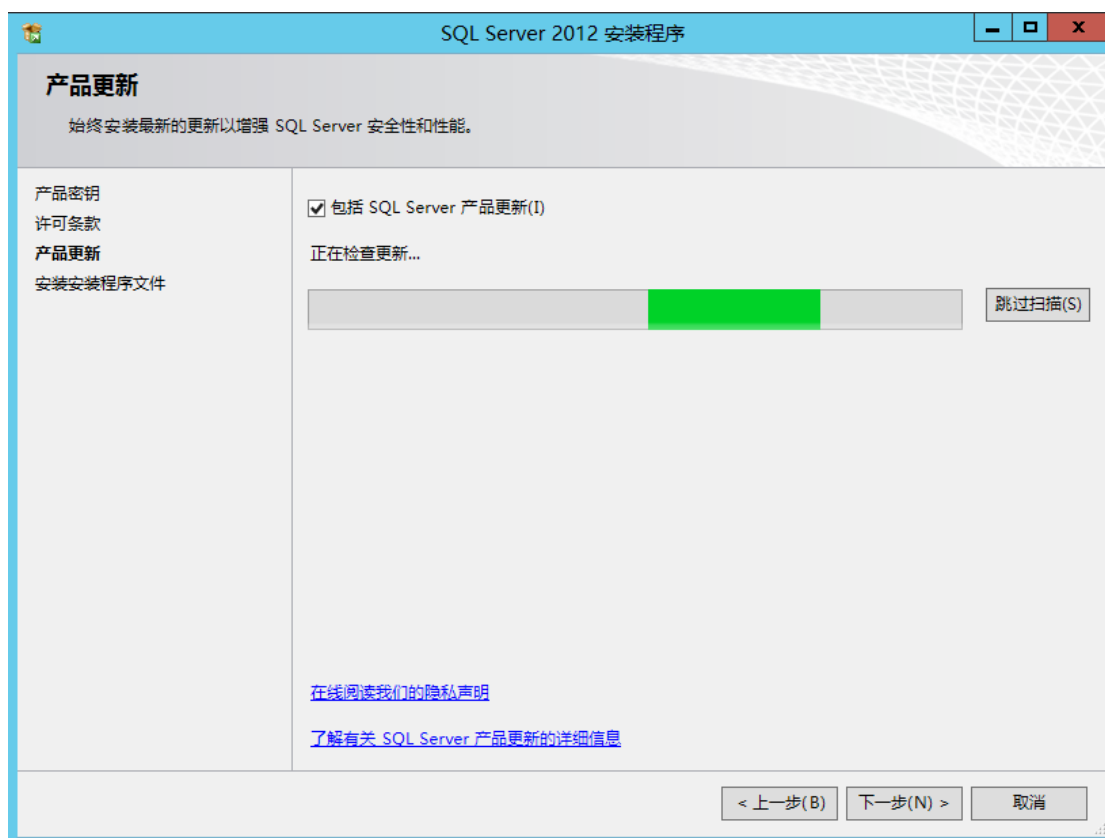 SQL Server 2012 安装程序
产品更新
始终安装最新的更新以增强 SQL Server 安全性和性能。
产品密钥
许可条款
产品更新
安装安装程序文件
包括 SQL Server 产品更新(I)
正在检查更新...
跳过扫描(S)
在线阅读我们的隐私声明
了解有关 SQL Server 产品更新的详细信息
< 上一步(B)
下一步(N) >
取消